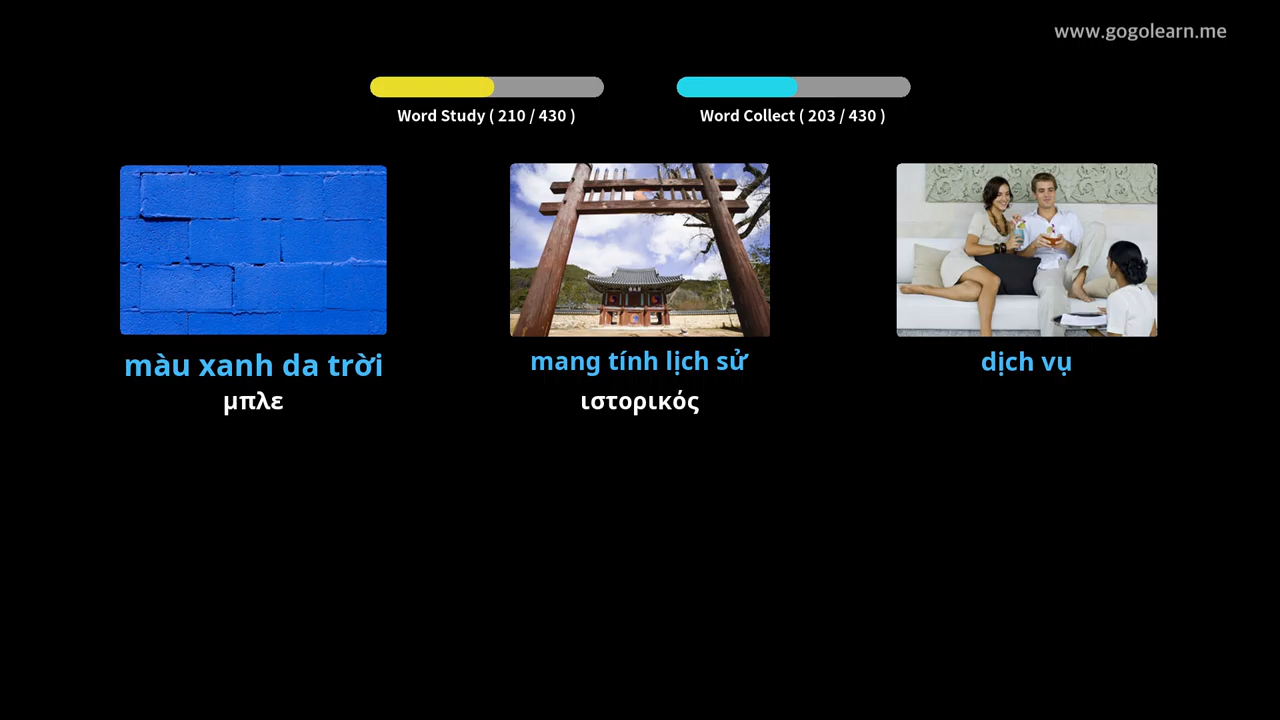 www.gogolearn.me
Word Study ( 210 / 430 )
Word Collect ( 203 / 430 )
màu xanh da trời
mang tính lịch sử
dịch vụ
μπλε
ιστορικός